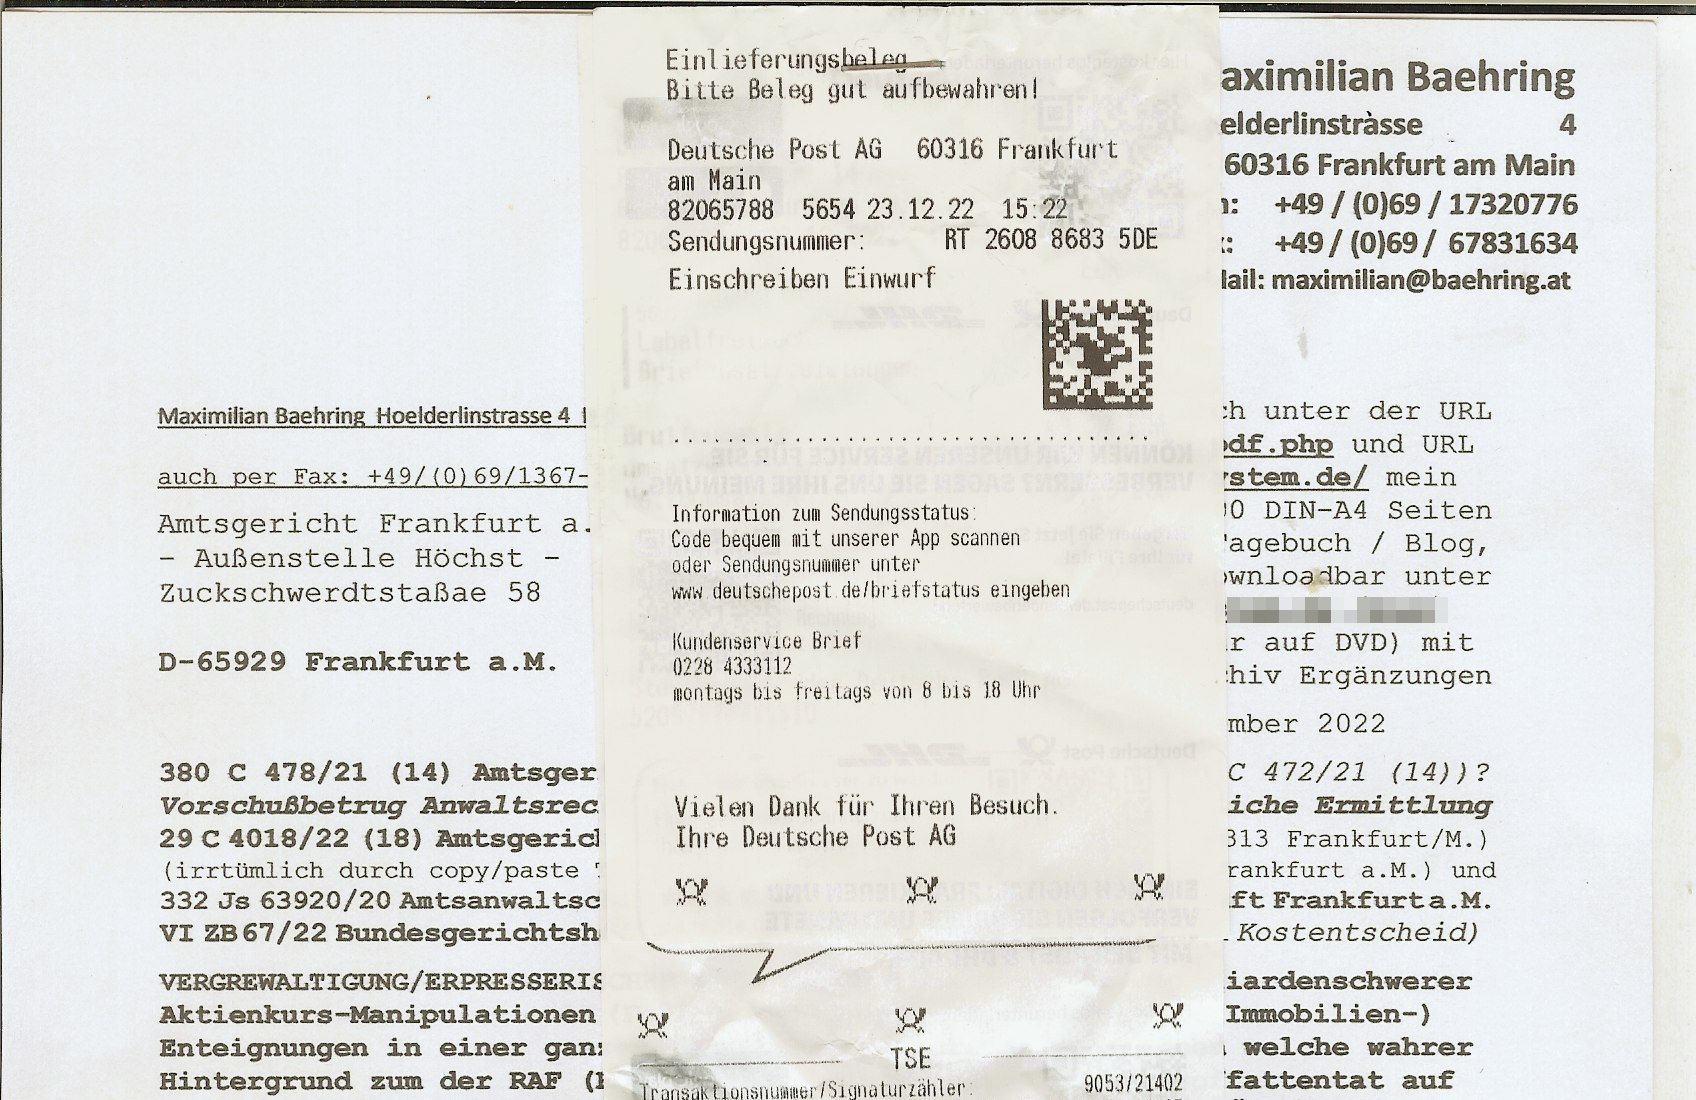 Einlieferungsbeleg
Bitte Beleg gut aufbewahren!
Deutsche Post AG 60316 Frankfurt
am Main
82065788 5654 23.12.22 15:22
Sendungsnummer: RT 2608 8683 5DE
Einschreiben Einwurf
Information zum Sendungsstatus:
Code bequem mit unserer App scannen
oder Sendungsnummer unter
www.deutschepost.de/briefstatus eingeben
Kundenservice Brief
0228 4333112
montags bis freitags von 8 bis 18 Uhr
Vielen Dank für Ihren Besuch.
Ihre Deutsche Post AG
TSE
Transaktionsnummer/Signaturzähler: 9053/21402
Maximilian Baehring Hoelderlinstrasse 4
auch per Fax: +49/(0)69/1367-
Amtsgericht Frankfurt a.
- Außenstelle Höchst -
Zuckschwerdtstaßae 58
D-65929 Frankfurt a.M.
380 C 478/21 (14) Amtsger
Vorschußbetrug Anwaltsrec
29 C 4018/22 (18) Amtsgeric
(irrtümlich durch copy/paste
332 Js 63920/20 Amtsanwaltsc
VI ZB 67/22 Bundesgerichtsh
VERGREWALTIGUNG/ERPRESSERIS
Aktienkurs-Manipulationen
Enteignungen in einer gan
Hintergrund zum der RAF (
aximilian Baehring
elderlinstrasse 4
60316 Frankfurt am Main
: +49 / (0)69 / 17320776
: +49 / (0)69 / 67831634
ail: maximilian@baehring.at
ch unter der URL
df.php und URL
stem.de/ mein
0 DIN-A4 Seiten
agebuch / Blog,
ownloadbar unter
r auf DVD) mit
hiv Ergänzungen
mber 2022
C 472/21 (14))?
iche Ermittlung
313 Frankfurt/M.)
rankfurt a.M.) und
ft Frankfurt a.M.
Kostentscheid)
iardenschwerer
Immobilien-)
welche wahrer
fattentat auf